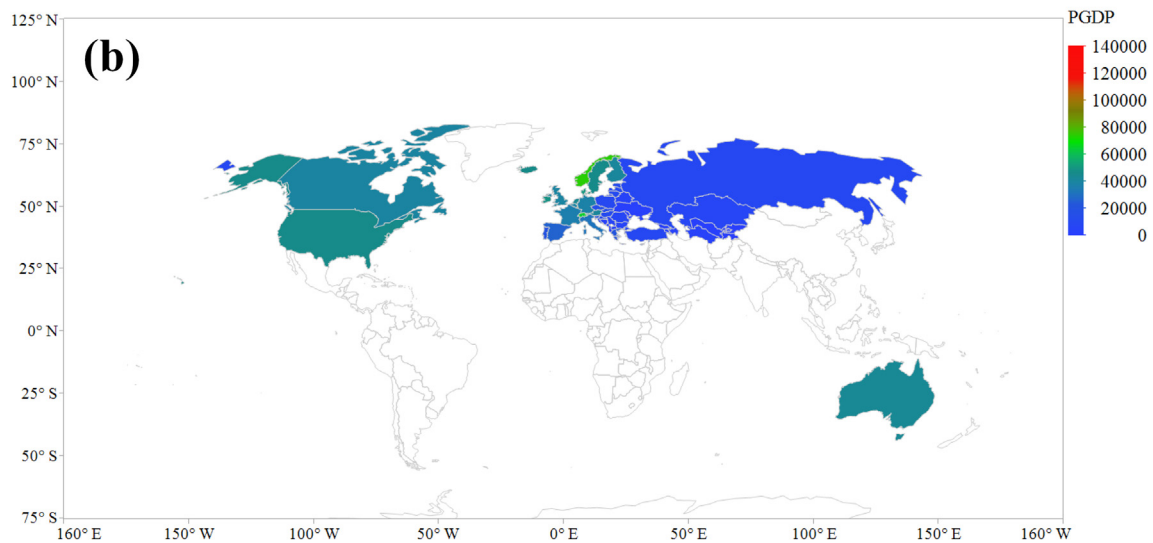 125° N
(b)
100° N
75° N
50° N
25° N
0° N
25° S
50° S
75° S
160° E
150° W
100° W
50° W
0° E
50° E
100° E
150° E
160° W
PGDP
140000
120000
100000
80000
60000
40000
20000
0